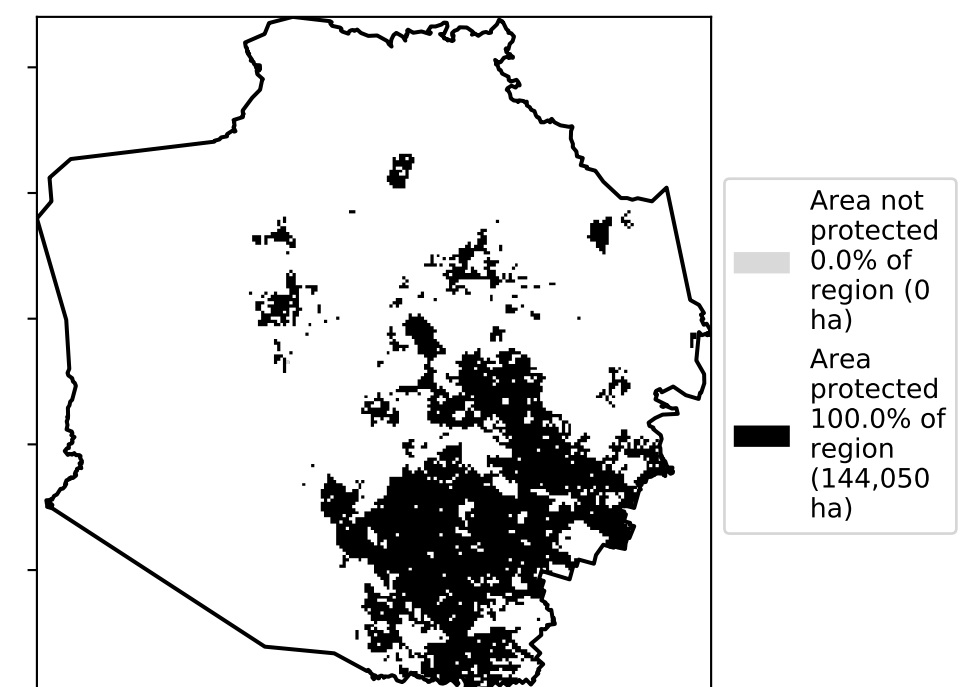 Area not
protected
0.0% of
region (0
ha)
Area
protected
100.0% of
region
(144,050
ha)